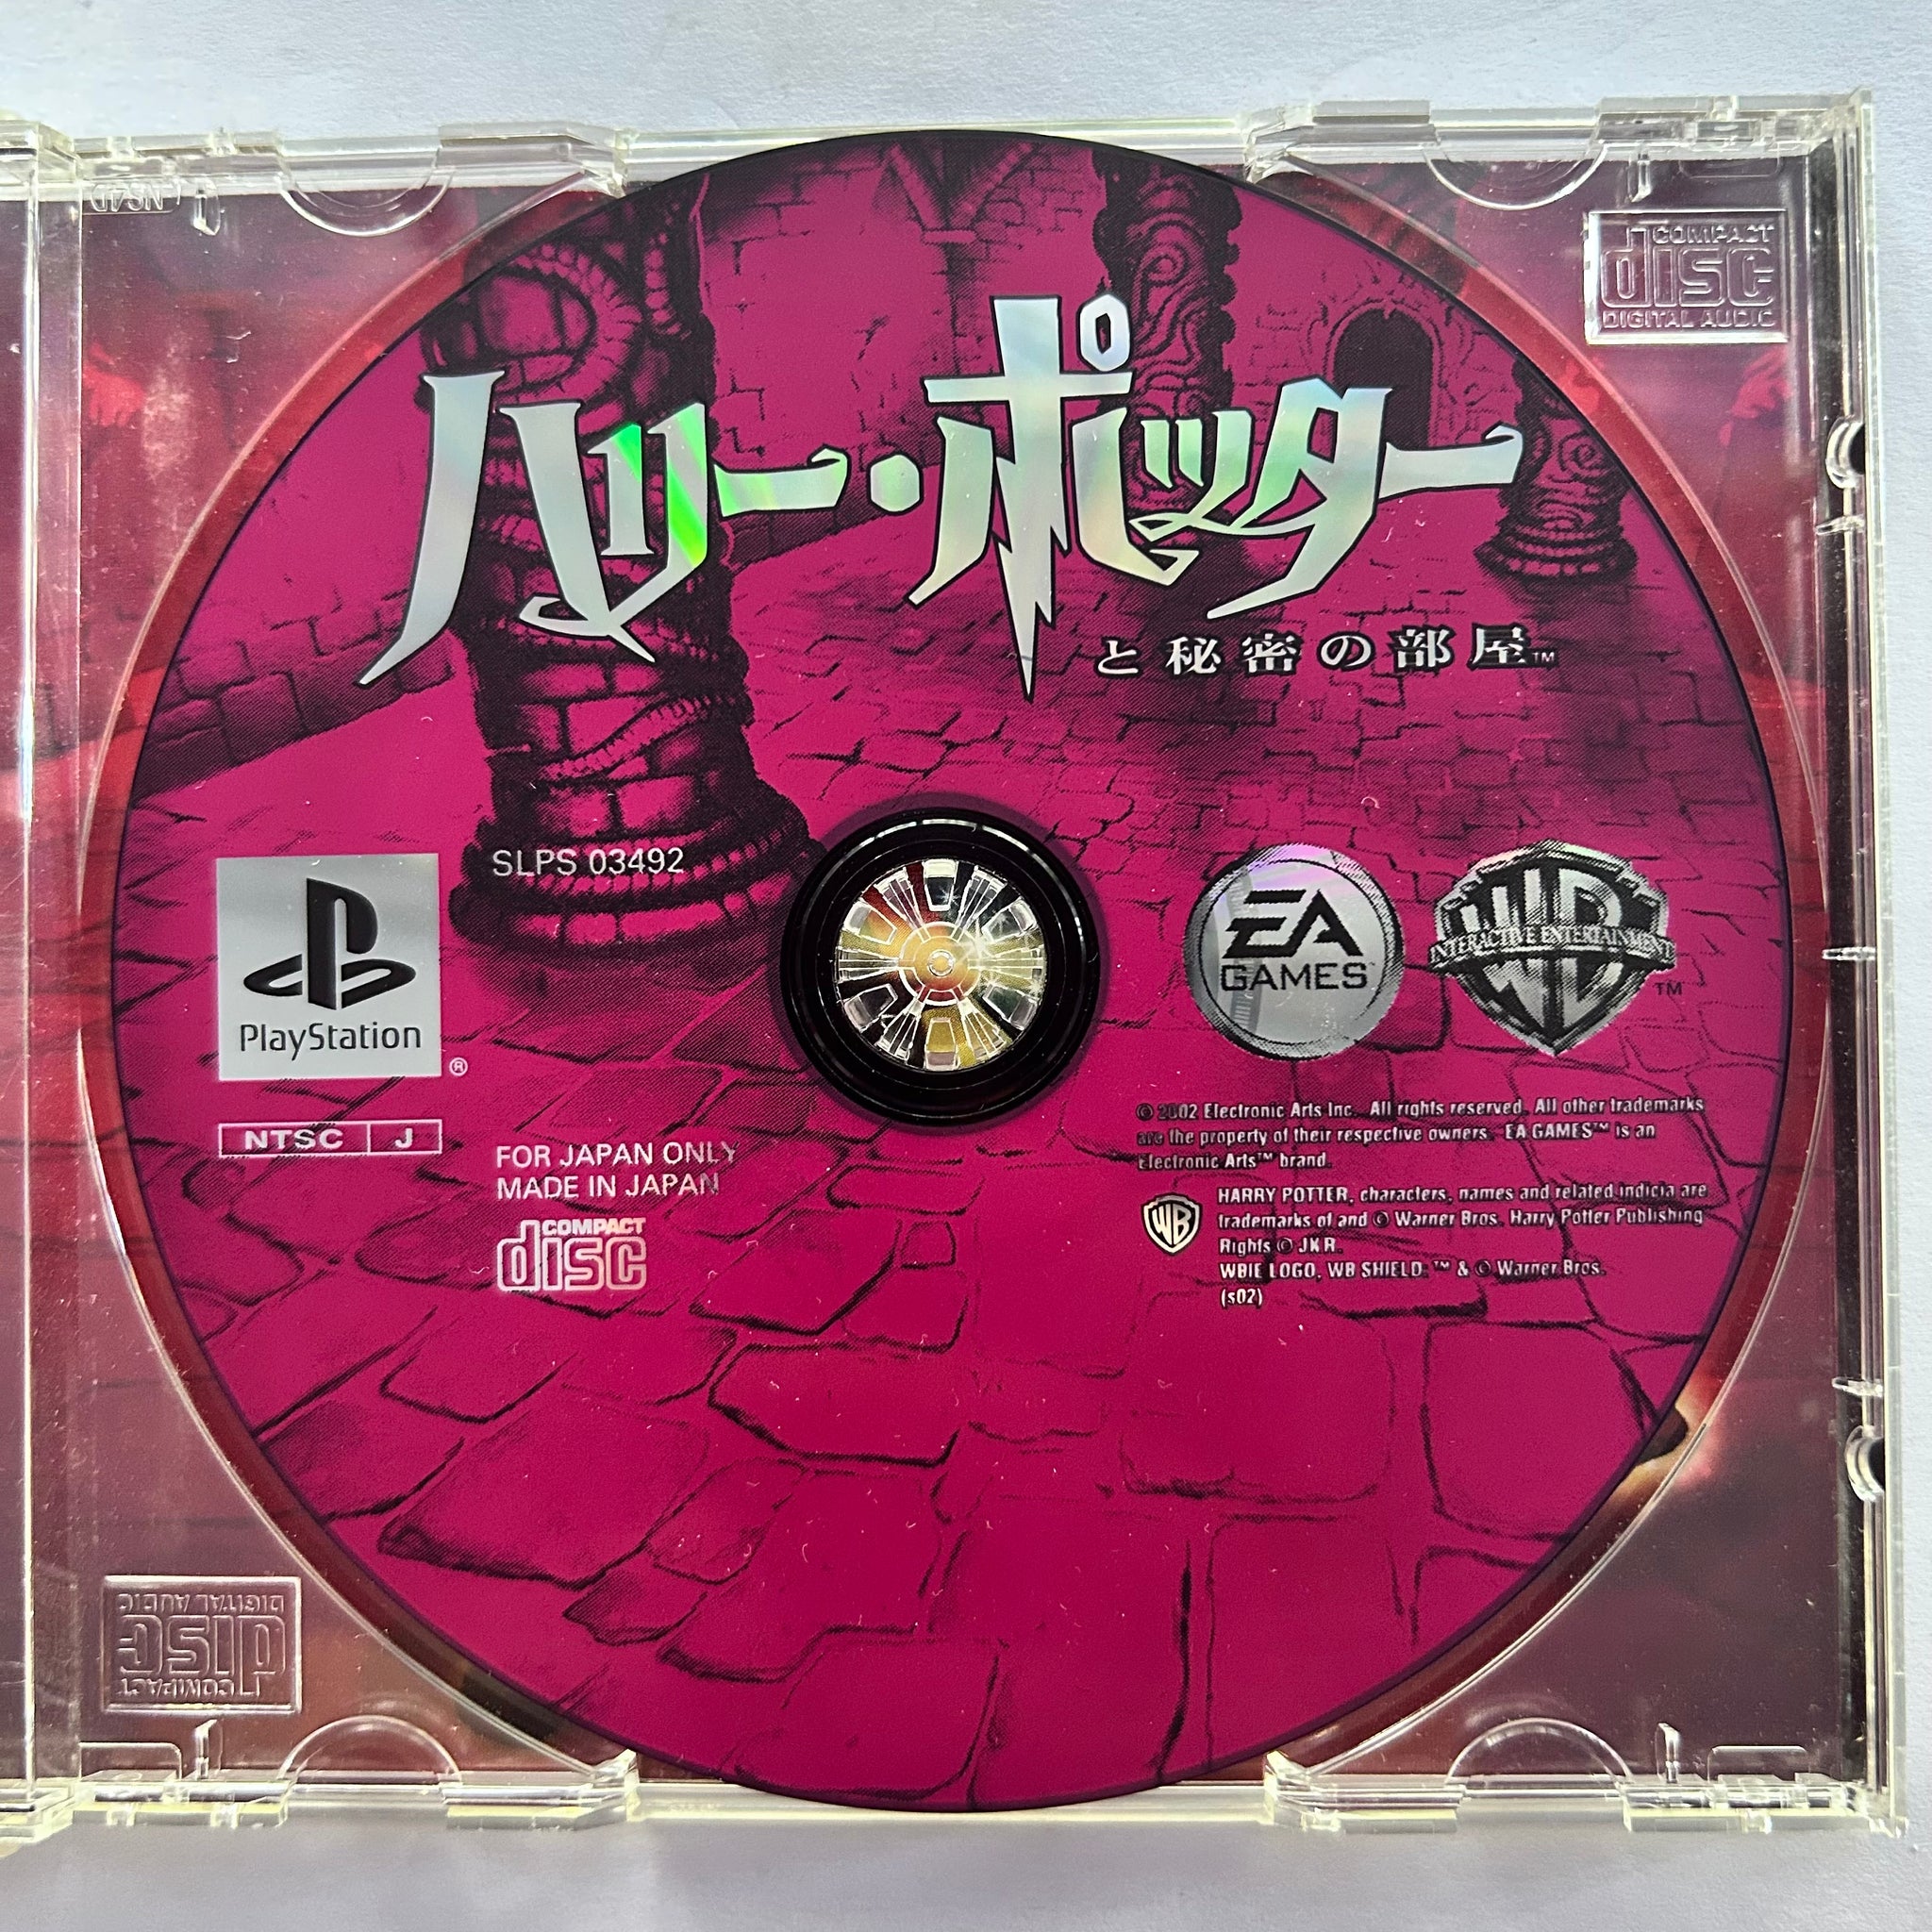 COMPACT
disc
DIGITAL AUDIO
ハリー・ポッター
と秘密の部屋™
SLPS 03492
PlayStation
®
NTSC J
FOR JAPAN ONLY
MADE IN JAPAN
COMPACT
disc
EA
GAMES™
WB
INTERACTIVE ENTERTAINMENT
TM
© 2002 Electronic Arts Inc. All rights reserved. All other trademarks
are the property of their respective owners. EA GAMES™ is an
Electronic Arts™ brand.
WB
HARRY POTTER, characters, names and related indicia are
trademarks of and © Warner Bros. Harry Potter Publishing
Rights © JKR.
WBIE LOGO, WB SHIELD: ™ & © Warner Bros.
(s02)
COMPACT
disc
DIGITAL AUDIO